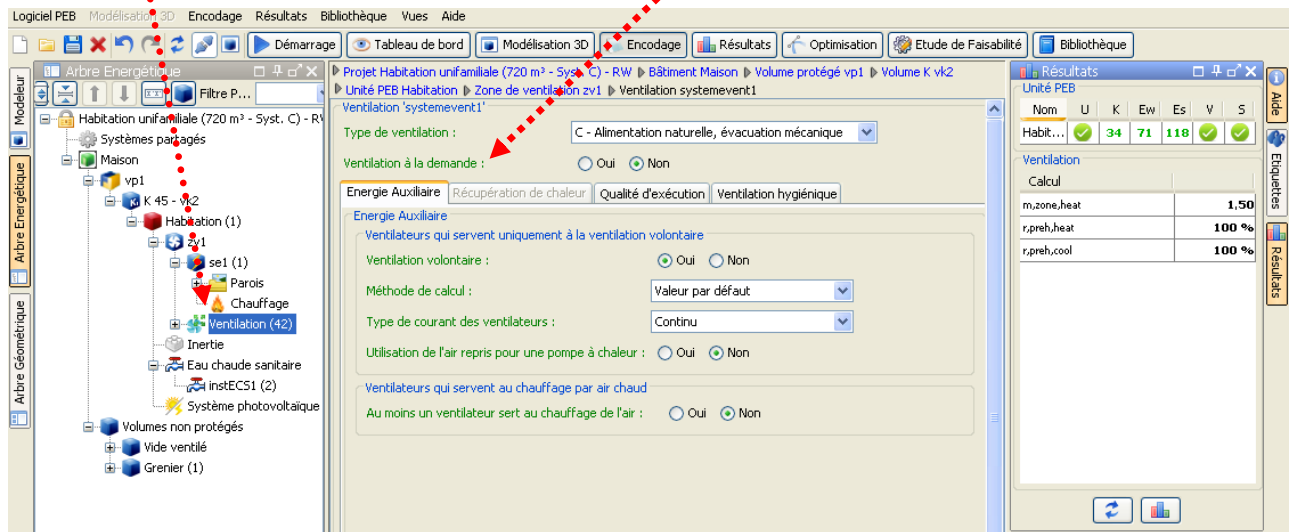 Logiciel PEB Modélisation 3D Encodage Résultats Bibliothèque Vues Aide
Démarrage Tableau de bord Modélisation 3D Encodage Résultats Optimisation Etude de Faisabilité Bibliothèque
Modeleur
Arbre Energétique
Arbre Géométrique
Arbre Energétique
Filtre P...
Habitation unifamiliale (720 m³ - Syst. C) - RW
Systèmes partagés
Maison
vp1
K 45 - vk2
Habitation (1)
zv1
se1 (1)
Parois
Chauffage
Ventilation (42)
Inertie
Eau chaude sanitaire
instECS1 (2)
Système photovoltaïque
Volumes non protégés
Vide ventilé
Grenier (1)
Projet Habitation unifamiliale (720 m³ - Syst. C) - RW Bâtiment Maison Volume protégé vp1 Volume K vk2
Unité PEB Habitation Zone de ventilation zv1 Ventilation systemevent1
Ventilation 'systemevent1'
Type de ventilation : C - Alimentation naturelle, évacuation mécanique
Ventilation à la demande : Oui Non
Energie Auxiliaire Récupération de chaleur Qualité d'exécution Ventilation hygiénique
Energie Auxiliaire
Ventilateurs qui servent uniquement à la ventilation volontaire
Ventilation volontaire : Oui Non
Méthode de calcul : Valeur par défaut
Type de courant des ventilateurs : Continu
Utilisation de l'air repris pour une pompe à chaleur : Oui Non
Ventilateurs qui servent au chauffage par air chaud
Au moins un ventilateur sert au chauffage de l'air : Oui Non
Résultats
Unité PEB
Nom U K Ew Es V S
Habit... 34 71 118
Ventilation
Calcul
m,zone,heat 1,50
r,preh,heat 100 %
r,preh,cool 100 %
Aide
Etiquettes
Résultats